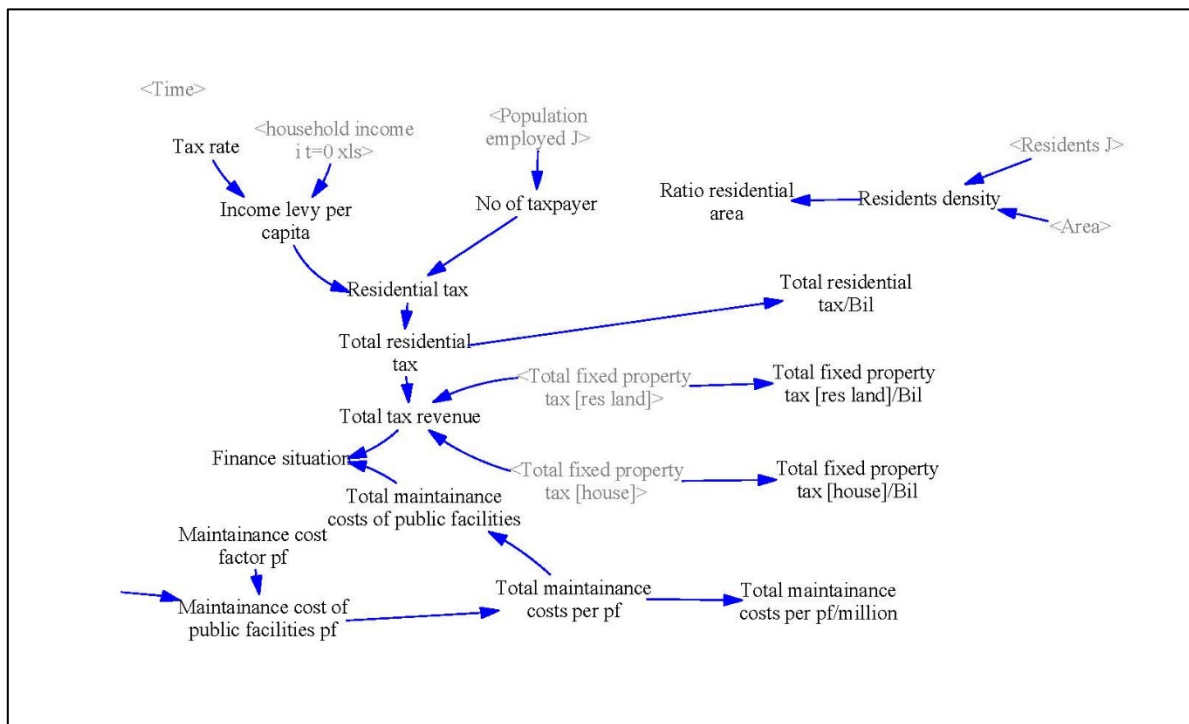 <Time>
Tax rate
<household income
i t=0 xls>
<Population
employed J>
<Residents J>
Income levy per
capita
No of taxpayer
Ratio residential
area
Residents density
<Area>
Residential tax
Total residential
tax/Bil
Total residential
tax
<Total fixed property
tax [res land]>
Total fixed property
tax [res land]/Bil
Total tax revenue
Finance situation
<Total fixed property
tax [house]>
Total fixed property
tax [house]/Bil
Total maintainance
costs of public facilities
Maintainance cost
factor pf
Maintainance cost of
public facilities pf
Total maintainance
costs per pf
Total maintainance
costs per pf/million